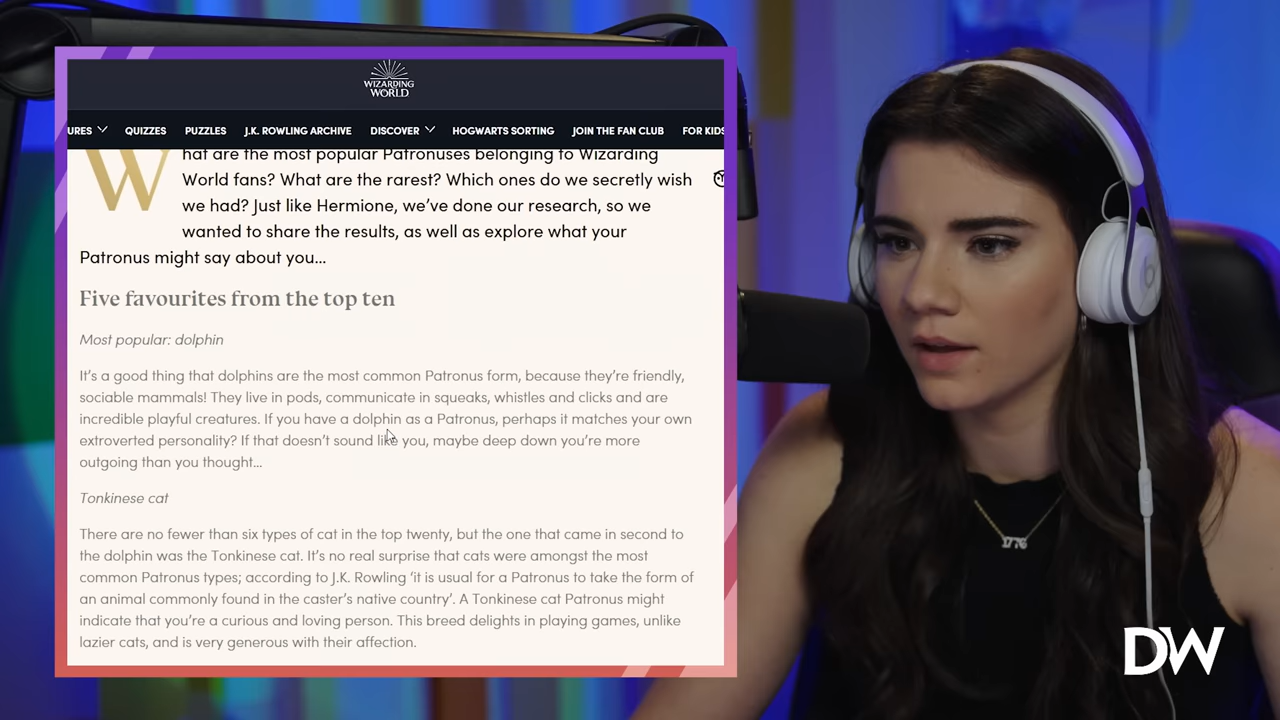 WIZARDING
WORLD
URES QUIZZES PUZZLES J.K. ROWLING ARCHIVE DISCOVER HOGWARTS SORTING JOIN THE FAN CLUB FOR KIDS
What are the most popular Patronuses belonging to Wizarding
World fans? What are the rarest? Which ones do we secretly wish
we had? Just like Hermione, we’ve done our research, so we
wanted to share the results, as well as explore what your
Patronus might say about you...
Five favourites from the top ten
Most popular: dolphin
It’s a good thing that dolphins are the most common Patronus form, because they’re friendly,
sociable mammals! They live in pods, communicate in squeaks, whistles and clicks and are
incredible playful creatures. If you have a dolphin as a Patronus, perhaps it matches your own
extroverted personality? If that doesn’t sound like you, maybe deep down you’re more
outgoing than you thought...
Tonkinese cat
There are no fewer than six types of cat in the top twenty, but the one that came in second to
the dolphin was the Tonkinese cat. It’s no real surprise that cats were amongst the most
common Patronus types; according to J.K. Rowling ‘it is usual for a Patronus to take the form of
an animal commonly found in the caster’s native country’. A Tonkinese cat Patronus might
indicate that you’re a curious and loving person. This breed delights in playing games, unlike
lazier cats, and is very generous with their affection.
1776
DW